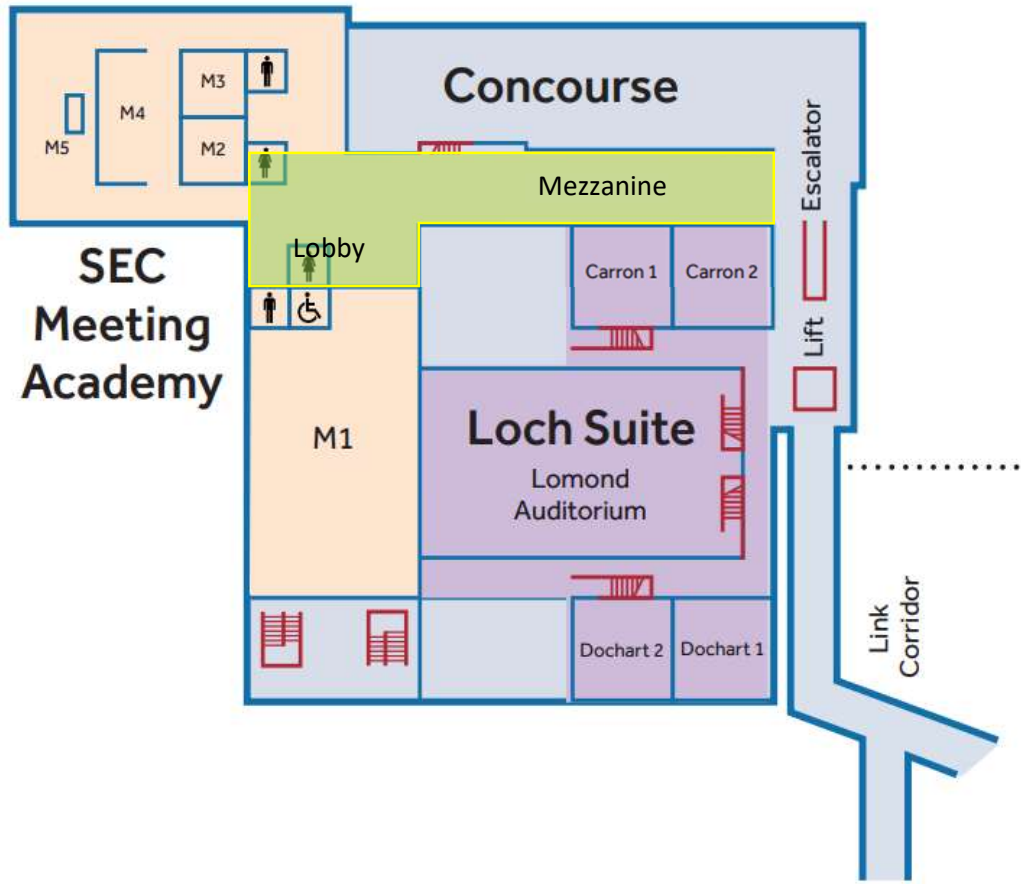 Concourse
M3
M4
M5
M2
Escalator
Mezzanine
Lobby
SEC
Meeting
Academy
Carron 1
Carron 2
Lift
M1
Loch Suite
Lomond
Auditorium
Link
Corridor
Dochart 2
Dochart 1